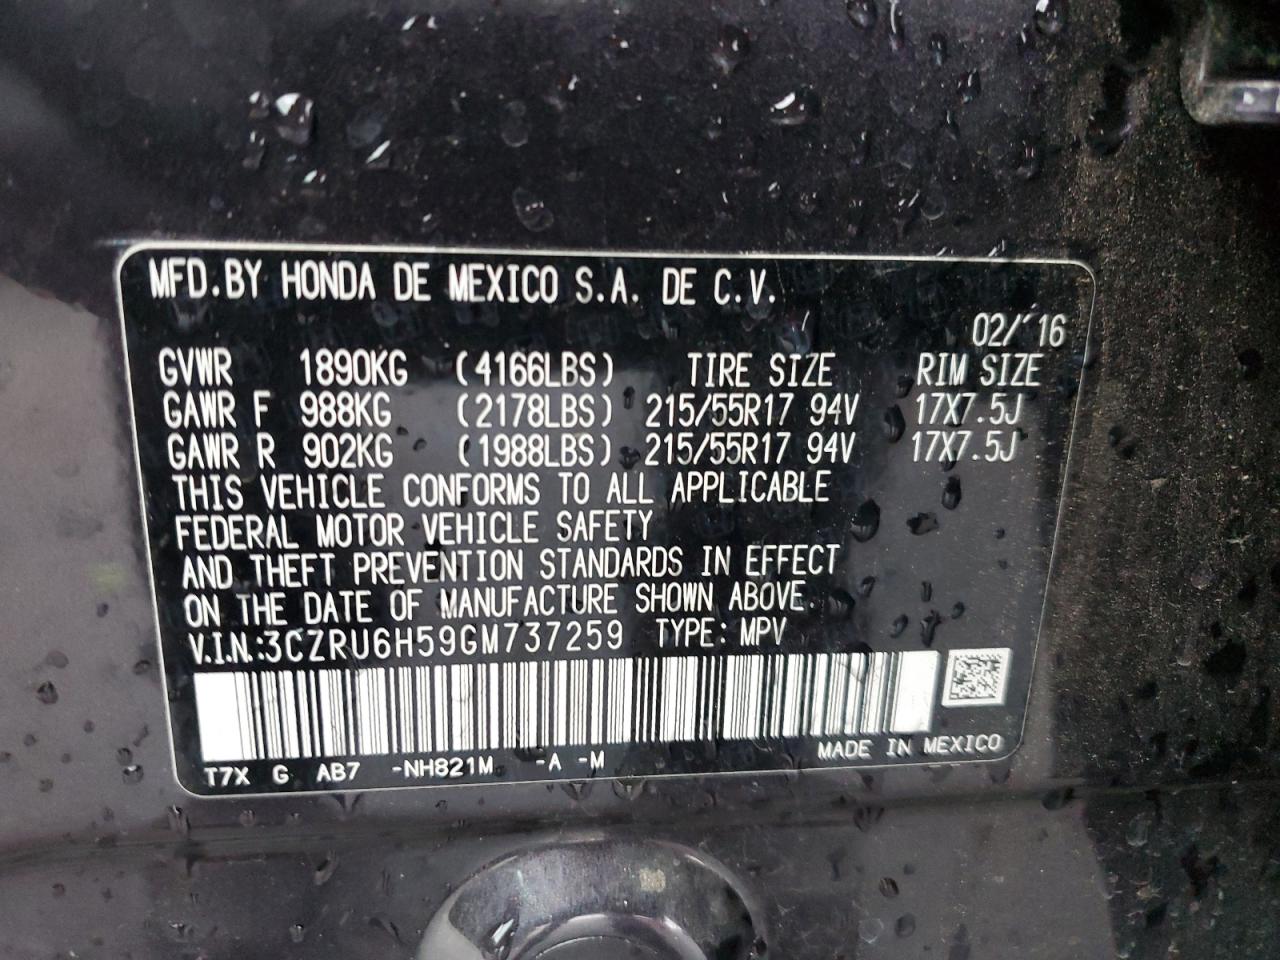 MFD.BY HONDA DE MEXICO S.A. DE C.V.
02/´16
GVWR 1890KG (4166LBS) TIRE SIZE RIM SIZE
GAWR F 988KG (2178LBS) 215/55R17 94V 17X7.5J
GAWR R 902KG (1988LBS) 215/55R17 94V 17X7.5J
THIS VEHICLE CONFORMS TO ALL APPLICABLE
FEDERAL MOTOR VEHICLE SAFETY
AND THEFT PREVENTION STANDARDS IN EFFECT
ON THE DATE OF MANUFACTURE SHOWN ABOVE.
V.I.N.:3CZRU6H59GM737259 TYPE: MPV
MADE IN MEXICO
T7X G AB7 -NH821M -A -M